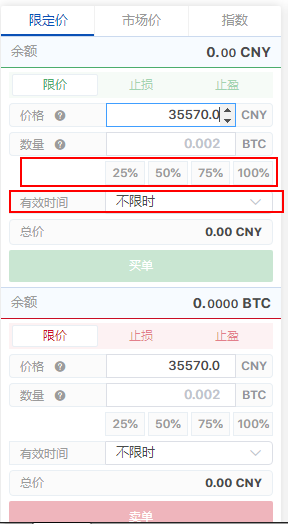 限定价 市场价 指数
余额 0.00 CNY
限价 止损 止盈
价格 ? 35570.0 CNY
数量 ? 0.002 BTC
25% 50% 75% 100%
有效时间 不限时
总价 0.00 CNY
买单
余额 0.0000 BTC
限价 止损 止盈
价格 ? 35570.0 CNY
数量 ? 0.002 BTC
25% 50% 75% 100%
有效时间 不限时
总价 0.00 CNY
卖单